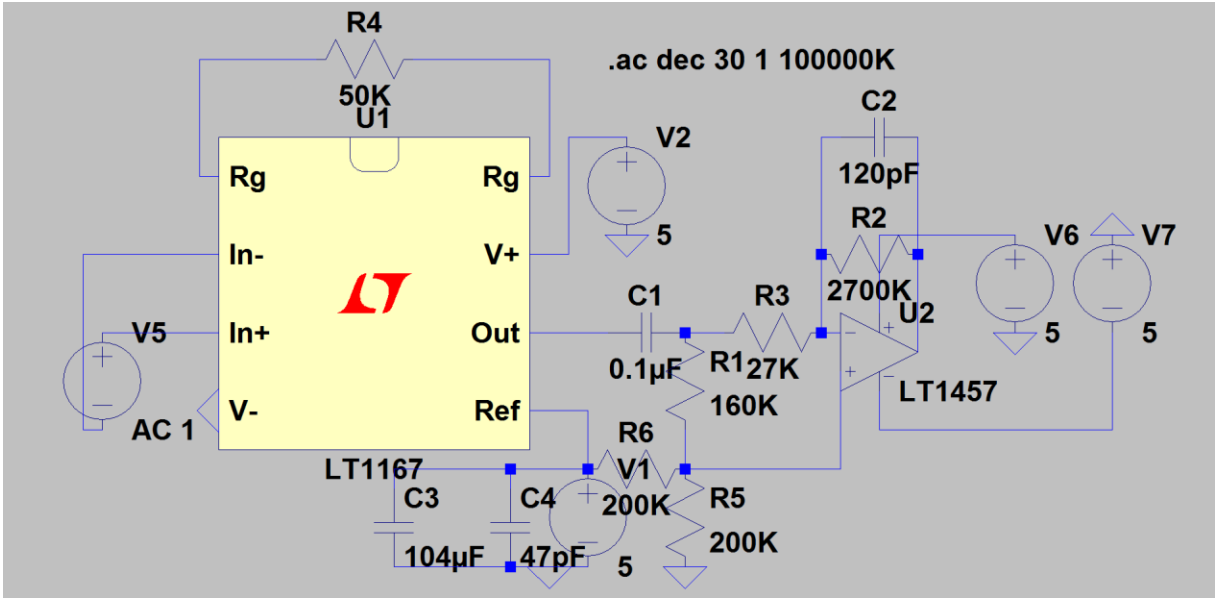 R4
.ac dec 30 1 100000K
50K
U1
C2
120pF
V2
5
Rg
Rg
In-
V+
In+
Out
V-
Ref
LT1167
V5
AC 1
C1
0.1µF
R3
27K
R1
160K
R2
2700K
U2
LT1457
V6
5
V7
5
R6
200K
V1
5
R5
200K
C3
104µF
C4
47pF